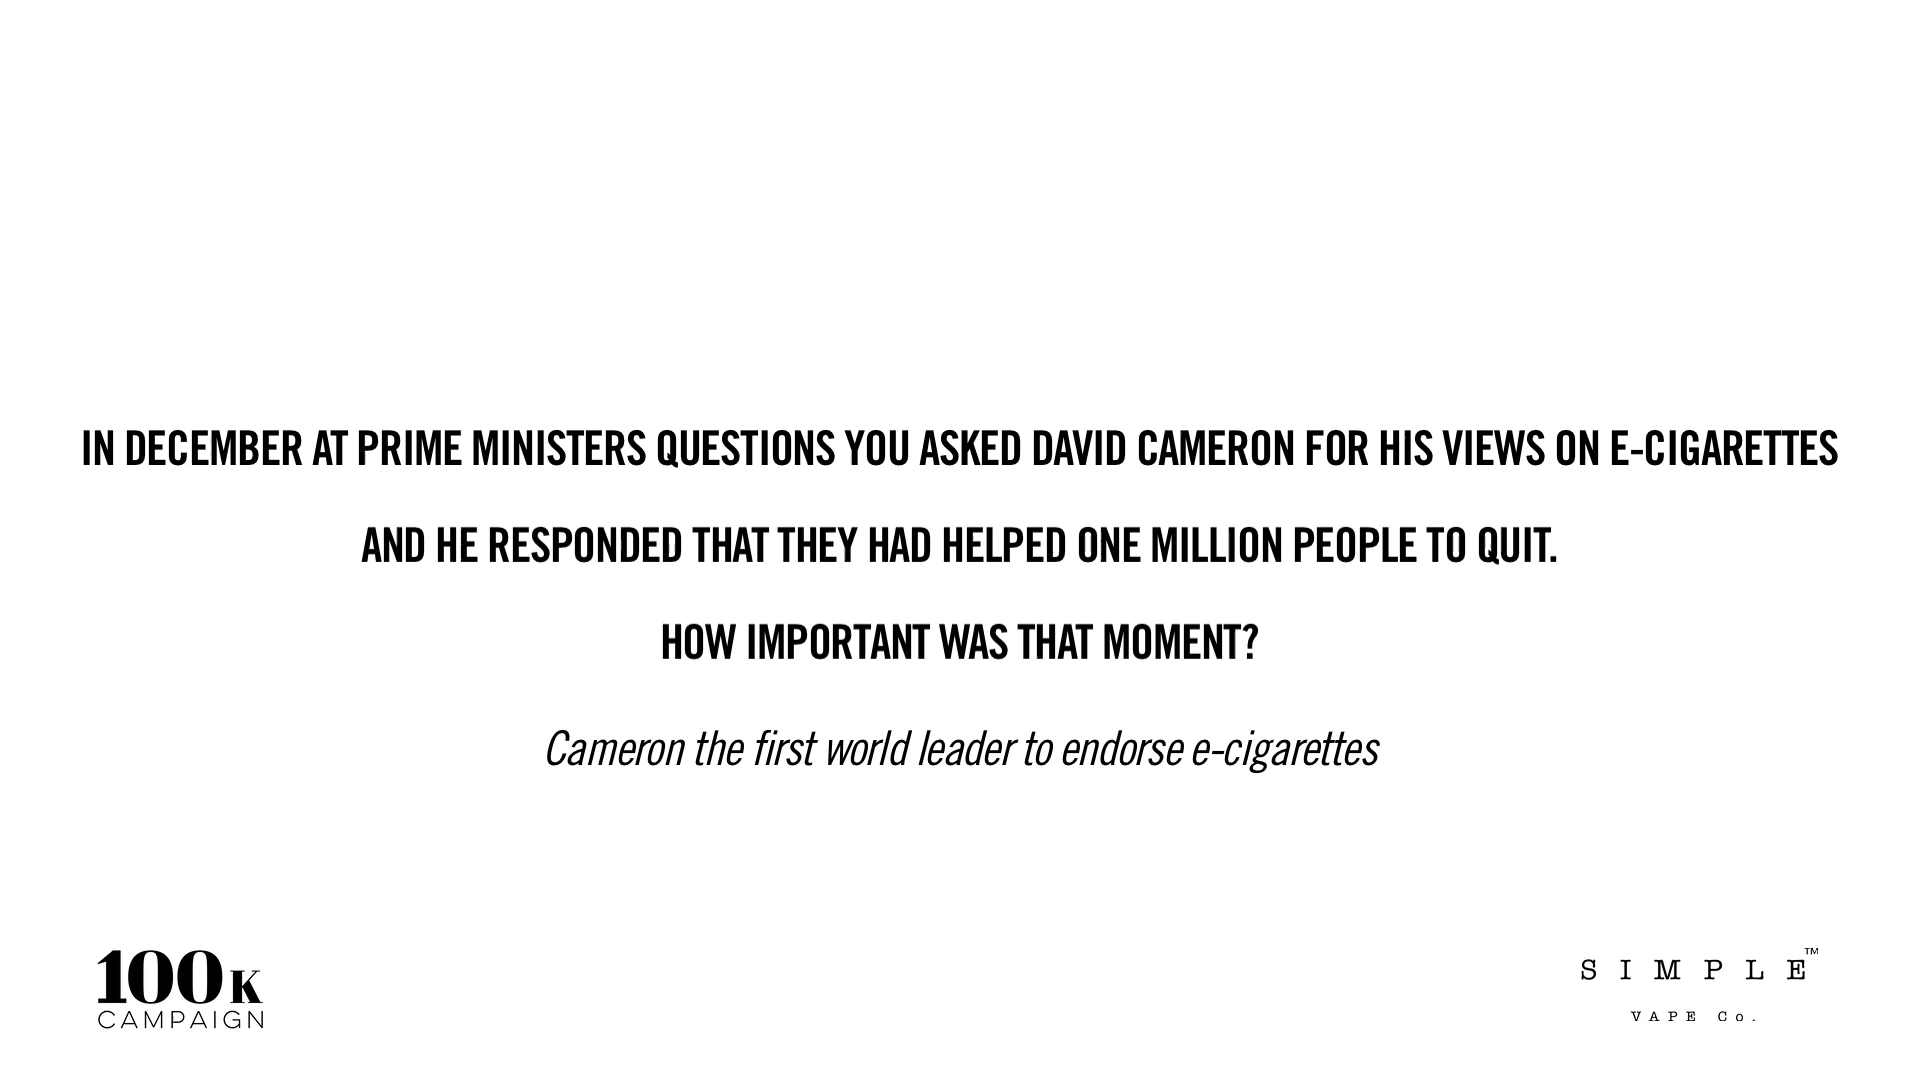 IN DECEMBER AT PRIME MINISTERS QUESTIONS YOU ASKED DAVID CAMERON FOR HIS VIEWS ON E-CIGARETTES
AND HE RESPONDED THAT THEY HAD HELPED ONE MILLION PEOPLE TO QUIT.
HOW IMPORTANT WAS THAT MOMENT?
Cameron the first world leader to endorse e-cigarettes
100K
CAMPAIGN
SIMPLE™
VAPE Co.